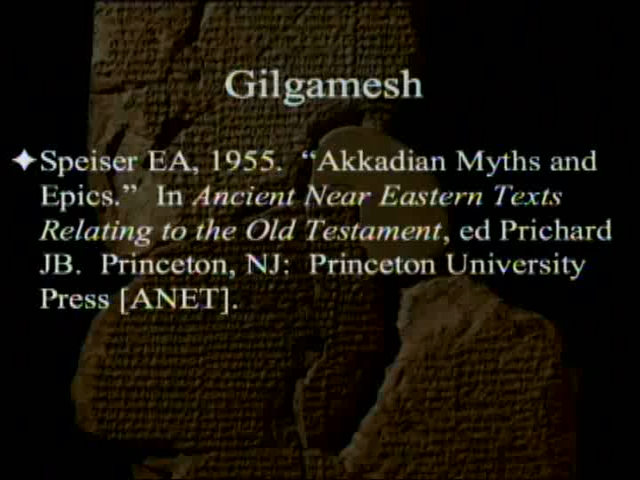 Gilgamesh
Speiser EA, 1955. “Akkadian Myths and
Epics.” In Ancient Near Eastern Texts
Relating to the Old Testament, ed Prichard
JB. Princeton, NJ: Princeton University
Press [ANET].